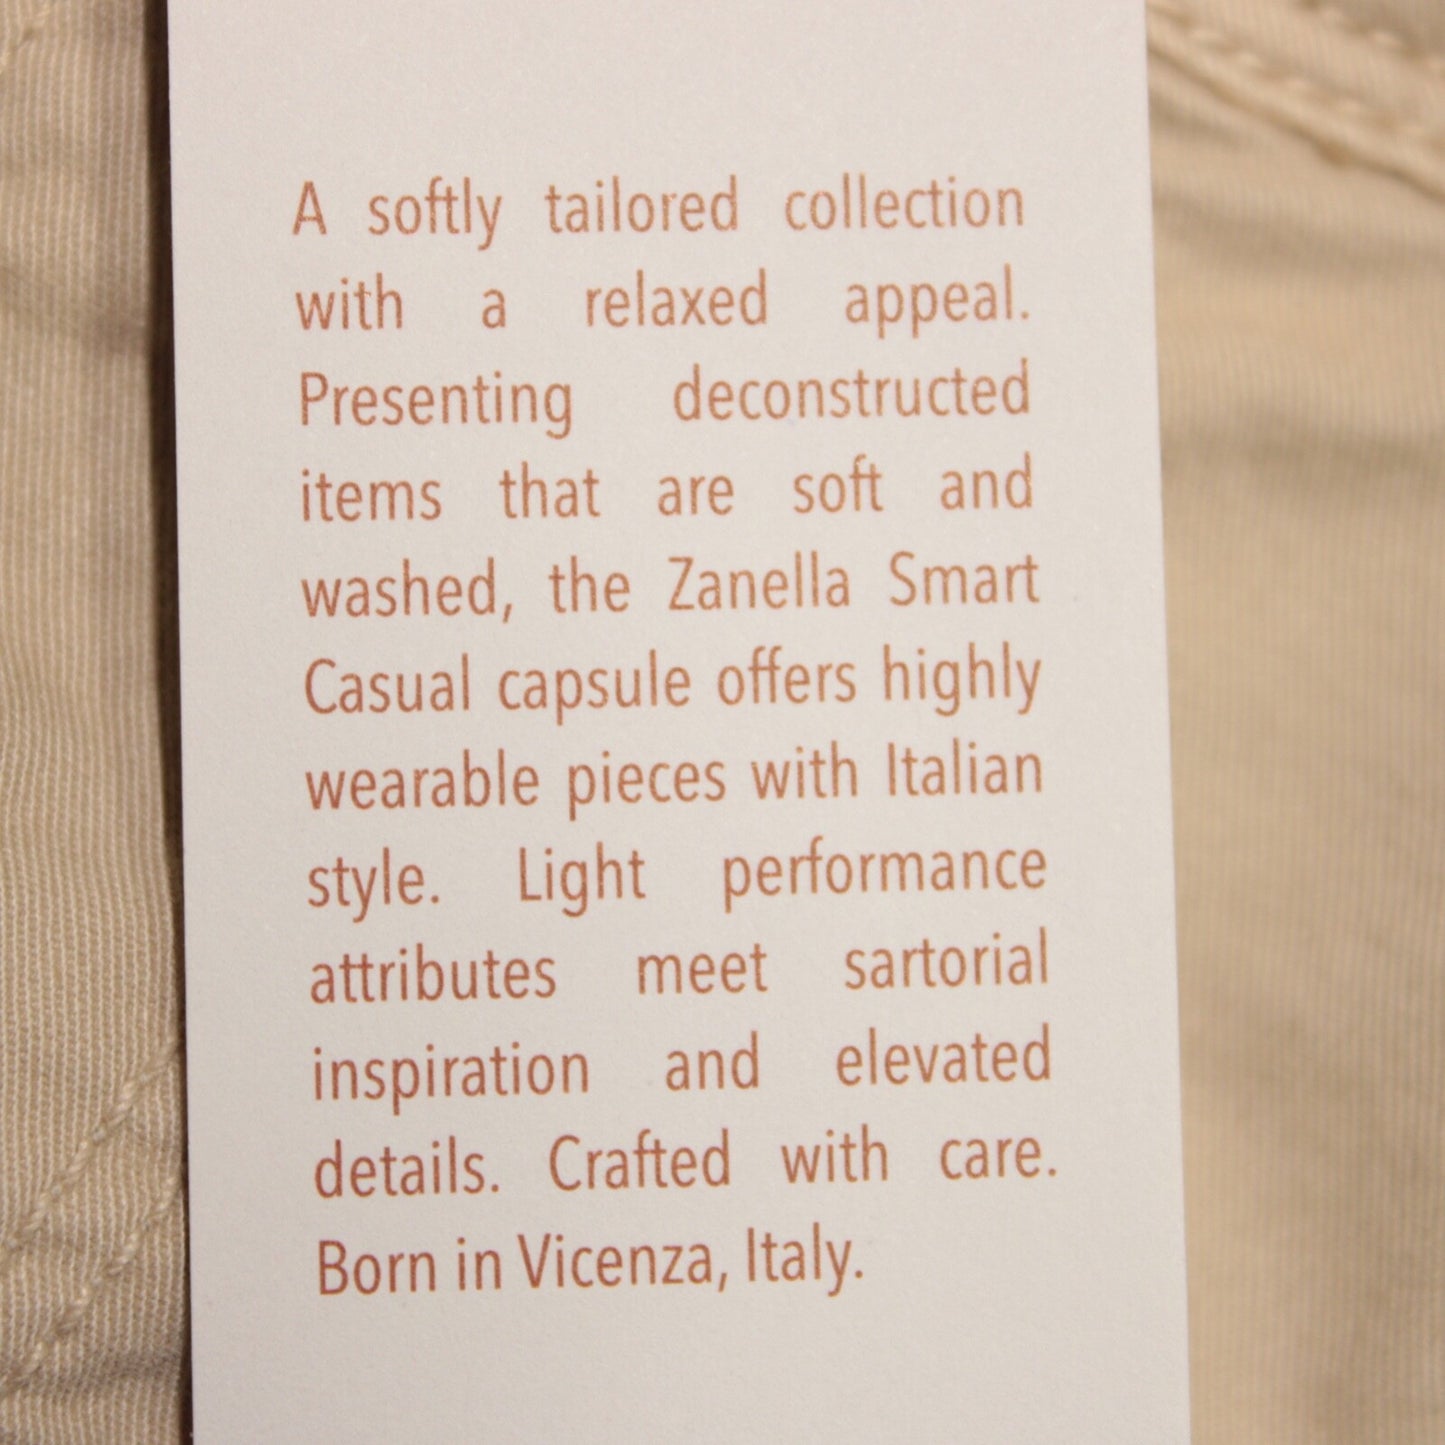 A softly tailored collection
with a relaxed appeal.
Presenting deconstructed
items that are soft and
washed, the Zanella Smart
Casual capsule offers highly
wearable pieces with Italian
style. Light performance
attributes meet sartorial
inspiration and elevated
details. Crafted with care.
Born in Vicenza, Italy.